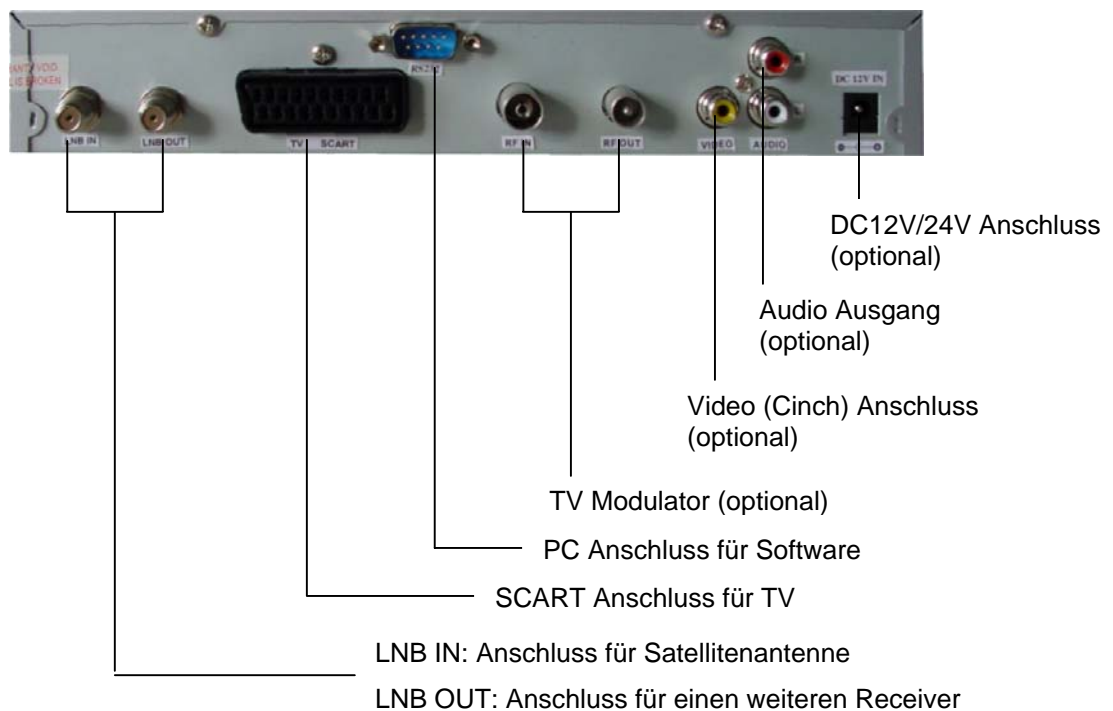 RS232
DC 12V IN
BROKEN
LNB IN
LNB OUT
TV SCART
RF IN
RF OUT
VIDEO
AUDIO
DC12V/24V Anschluss
(optional)
Audio Ausgang
(optional)
Video (Cinch) Anschluss
(optional)
TV Modulator (optional)
PC Anschluss für Software
SCART Anschluss für TV
LNB IN: Anschluss für Satellitenantenne
LNB OUT: Anschluss für einen weiteren Receiver